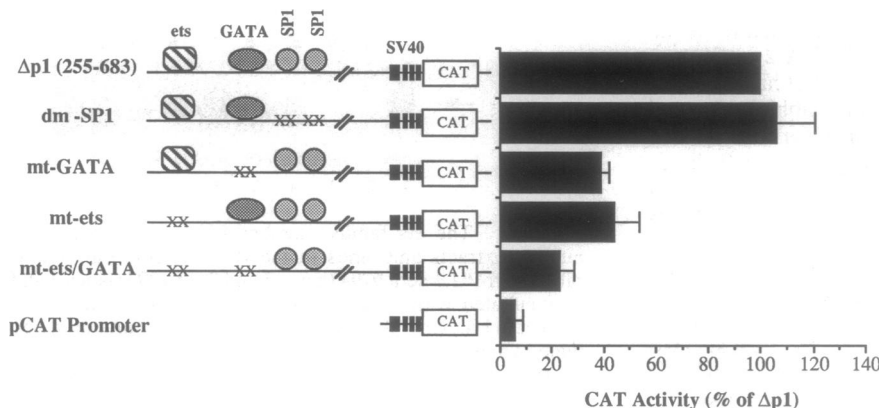 ets GATA SP1 SP1
SV40
Δp1 (255-683) CAT
dm -SP1 xx xx CAT
mt-GATA xx CAT
mt-ets xx CAT
mt-ets/GATA xx xx CAT
pCAT Promoter CAT
0 20 40 60 80 100 120 140
CAT Activity (% of Δp1)